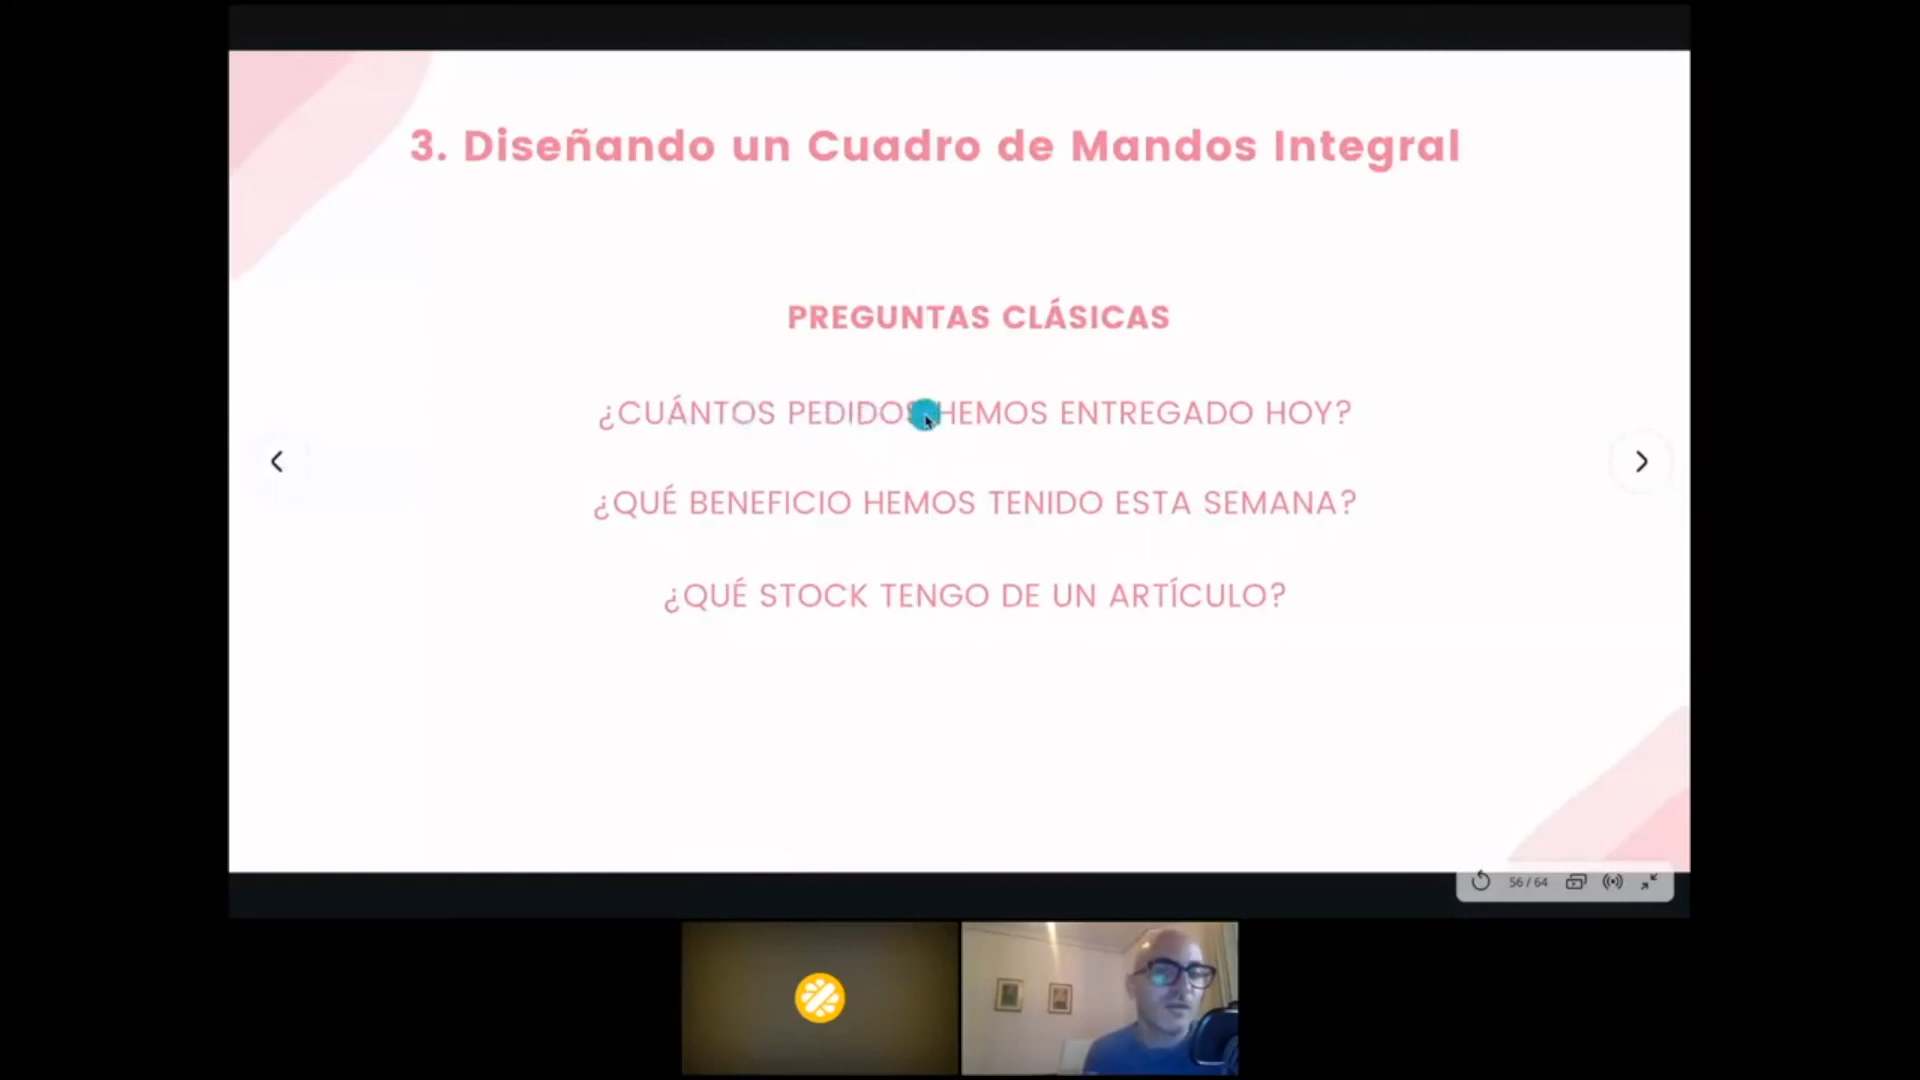 3. Diseñando un Cuadro de Mandos Integral
PREGUNTAS CLÁSICAS
¿CUÁNTOS PEDIDOS HEMOS ENTREGADO HOY?
¿QUÉ BENEFICIO HEMOS TENIDO ESTA SEMANA?
¿QUÉ STOCK TENGO DE UN ARTÍCULO?
56 / 64